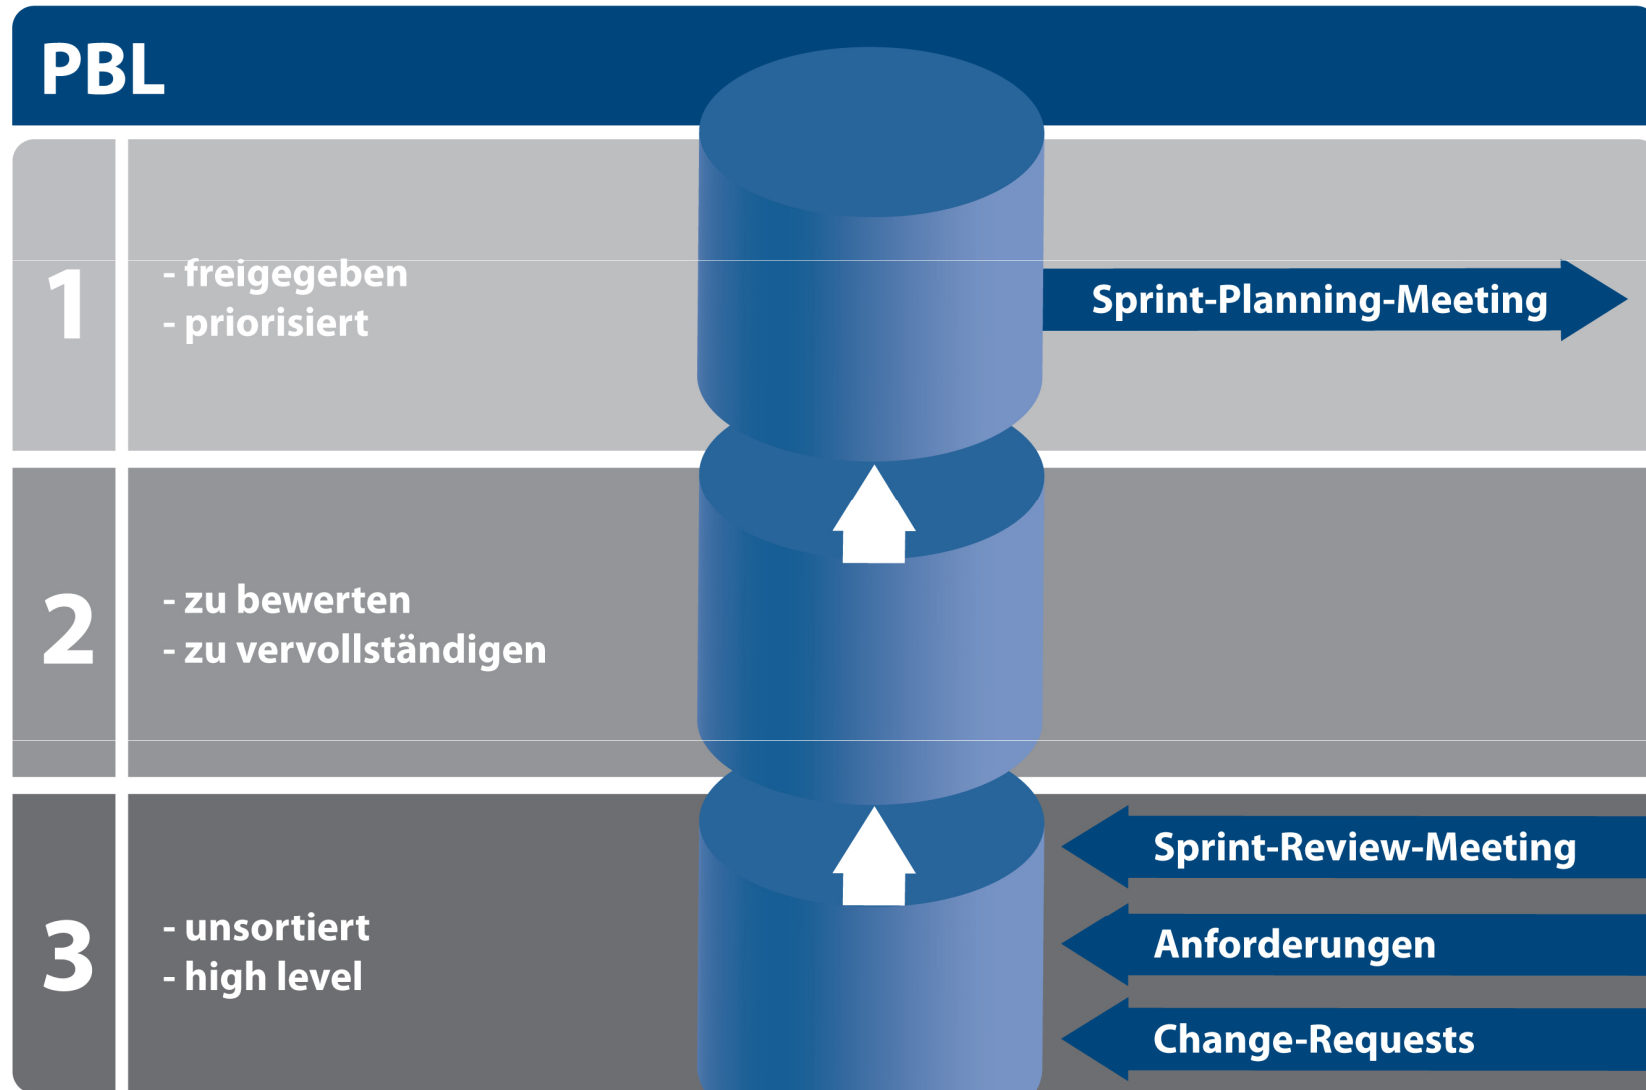 PBL
1
- freigegeben
- priorisiert
Sprint-Planning-Meeting
2
- zu bewerten
- zu vervollständigen
3
- unsortiert
- high level
Sprint-Review-Meeting
Anforderungen
Change-Requests